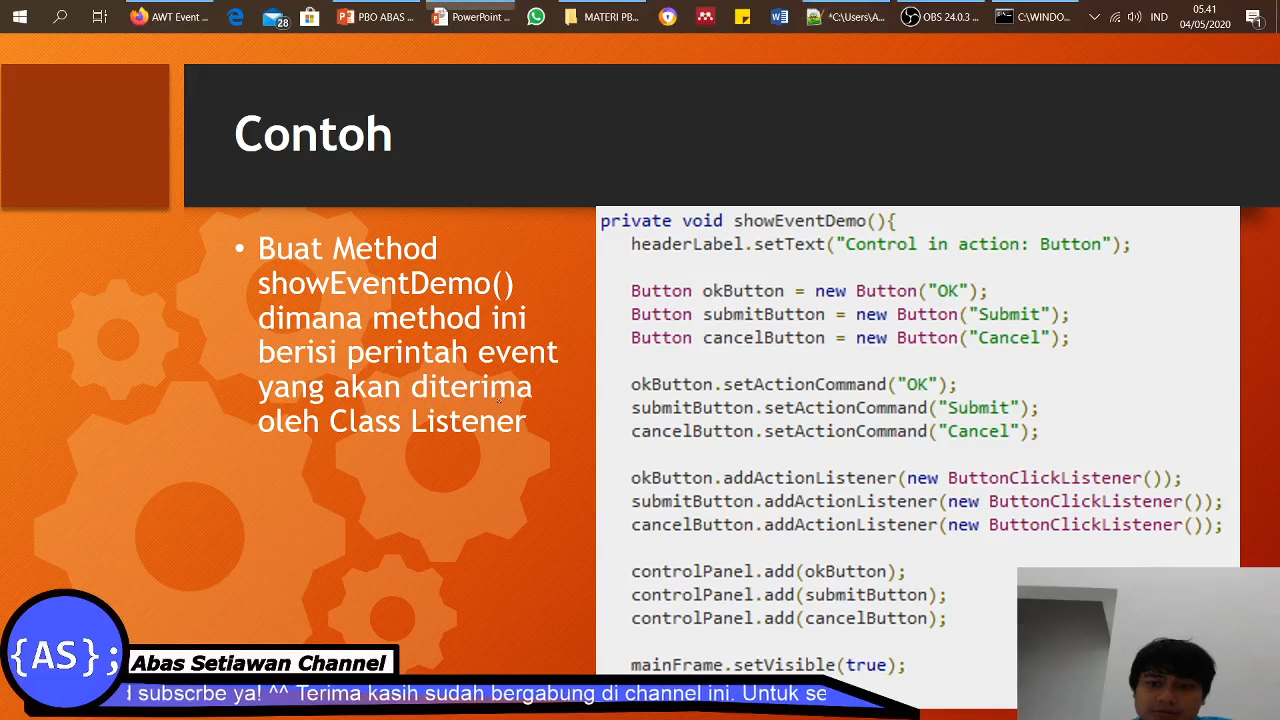 AWT Event ...
PBO ABAS ...
PowerPoint ...
MATERI PB...
*C:\Users\A...
OBS 24.0.3 ...
C:\WINDO...
IND
05.41
04/05/2020
28
1
Contoh
• Buat Method
showEventDemo()
dimana method ini
berisi perintah event
yang akan diterima
oleh Class Listener
private void showEventDemo(){
headerLabel.setText("Control in action: Button");
Button okButton = new Button("OK");
Button submitButton = new Button("Submit");
Button cancelButton = new Button("Cancel");
okButton.setActionCommand("OK");
submitButton.setActionCommand("Submit");
cancelButton.setActionCommand("Cancel");
okButton.addActionListener(new ButtonClickListener());
submitButton.addActionListener(new ButtonClickListener());
cancelButton.addActionListener(new ButtonClickListener());
controlPanel.add(okButton);
controlPanel.add(submitButton);
controlPanel.add(cancelButton);
mainFrame.setVisible(true);
{AS};
Abas Setiawan Channel
d subscrbe ya! ^^ Terima kasih sudah bergabung di channel ini. Untuk se